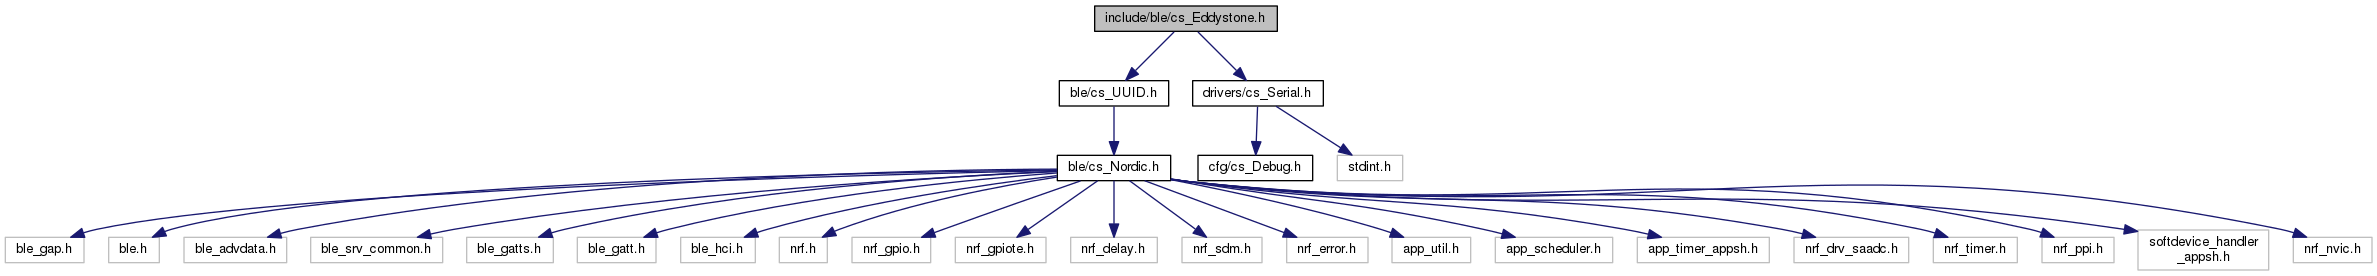 include/ble/cs_Eddystone.h
ble/cs_UUID.h
drivers/cs_Serial.h
ble/cs_Nordic.h
cfg/cs_Debug.h
stdint.h
ble_gap.h
ble.h
ble_advdata.h
ble_srv_common.h
ble_gatts.h
ble_gatt.h
ble_hci.h
nrf.h
nrf_gpio.h
nrf_gpiote.h
nrf_delay.h
nrf_sdm.h
nrf_error.h
app_util.h
app_scheduler.h
app_timer_appsh.h
nrf_drv_saadc.h
nrf_timer.h
nrf_ppi.h
softdevice_handler
_appsh.h
nrf_nvic.h